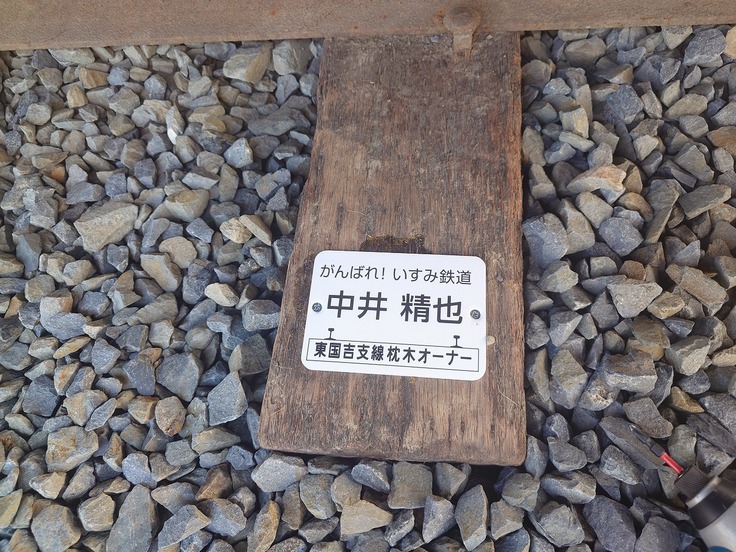 がんばれ！いすみ鉄道
中井 精也
東国吉支線 枕木オーナー